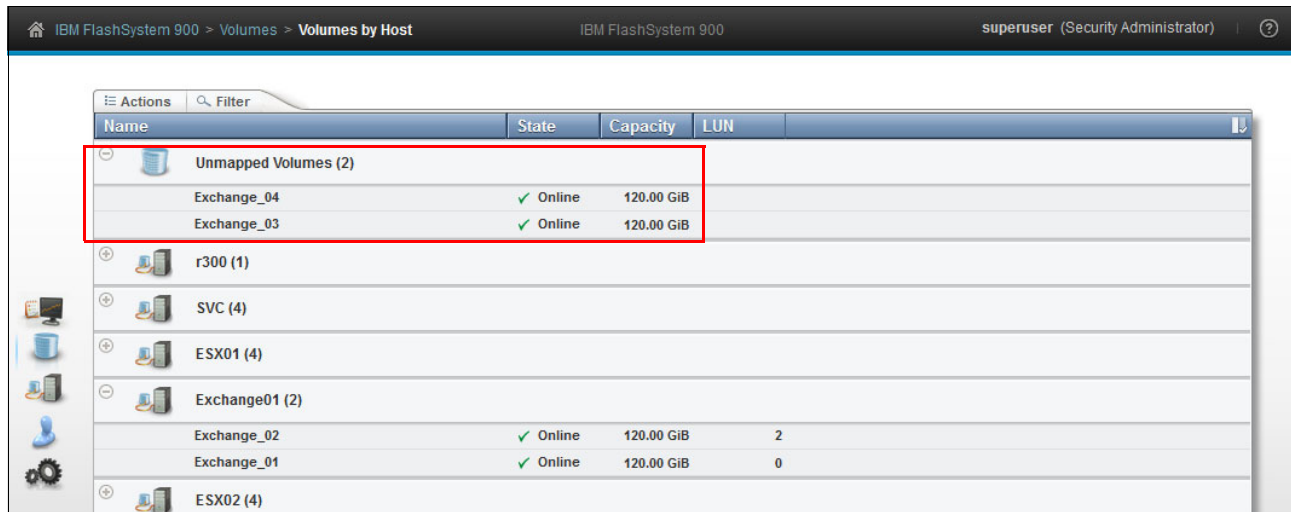 IBM FlashSystem 900 > Volumes > Volumes by Host IBM FlashSystem 900 superuser (Security Administrator) ?
Actions Filter
Name State Capacity LUN
Unmapped Volumes (2)
Exchange_04 Online 120.00 GiB
Exchange_03 Online 120.00 GiB
r300 (1)
SVC (4)
ESX01 (4)
Exchange01 (2)
Exchange_02 Online 120.00 GiB 2
Exchange_01 Online 120.00 GiB 0
ESX02 (4)